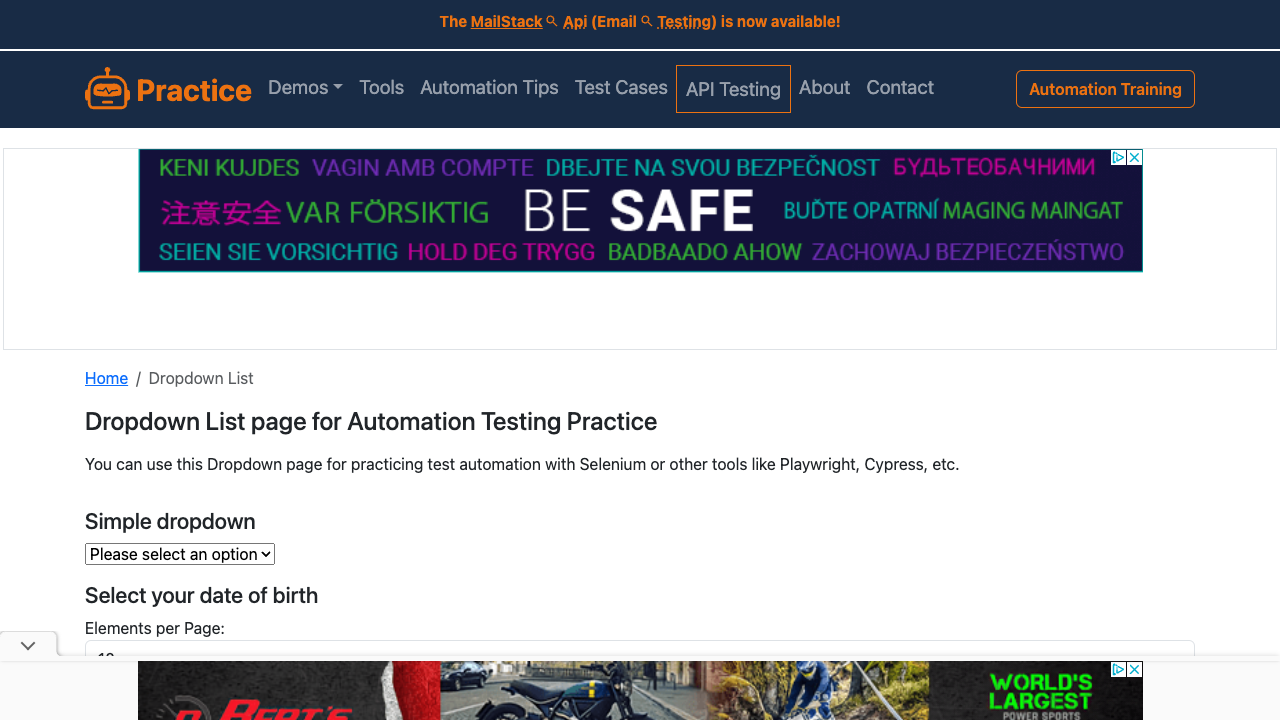 The MailStack Api (Email Testing) is now available!
Practice Demos Tools Automation Tips Test Cases API Testing About Contact Automation Training
KENI KUJDES VAGIN AMB COMPTE DBEJTE NA SVOU BEZPEČNOST БУДЬТЕОБАЧНИМИ
注意安全 VAR FÖRSIKTIG BE SAFE BUĎTE OPATRNÍ MAGING MAINGAT
SEIEN SIE VORSICHTIG HOLD DEG TRYGG BADBAADO AHOW ZACHOWAJ BEZPIECZEŃSTWO
Home / Dropdown List
Dropdown List page for Automation Testing Practice
You can use this Dropdown page for practicing test automation with Selenium or other tools like Playwright, Cypress, etc.
Simple dropdown
Please select an option
Select your date of birth
Elements per Page:
WORLD'S
LARGEST
POWER SPORTS